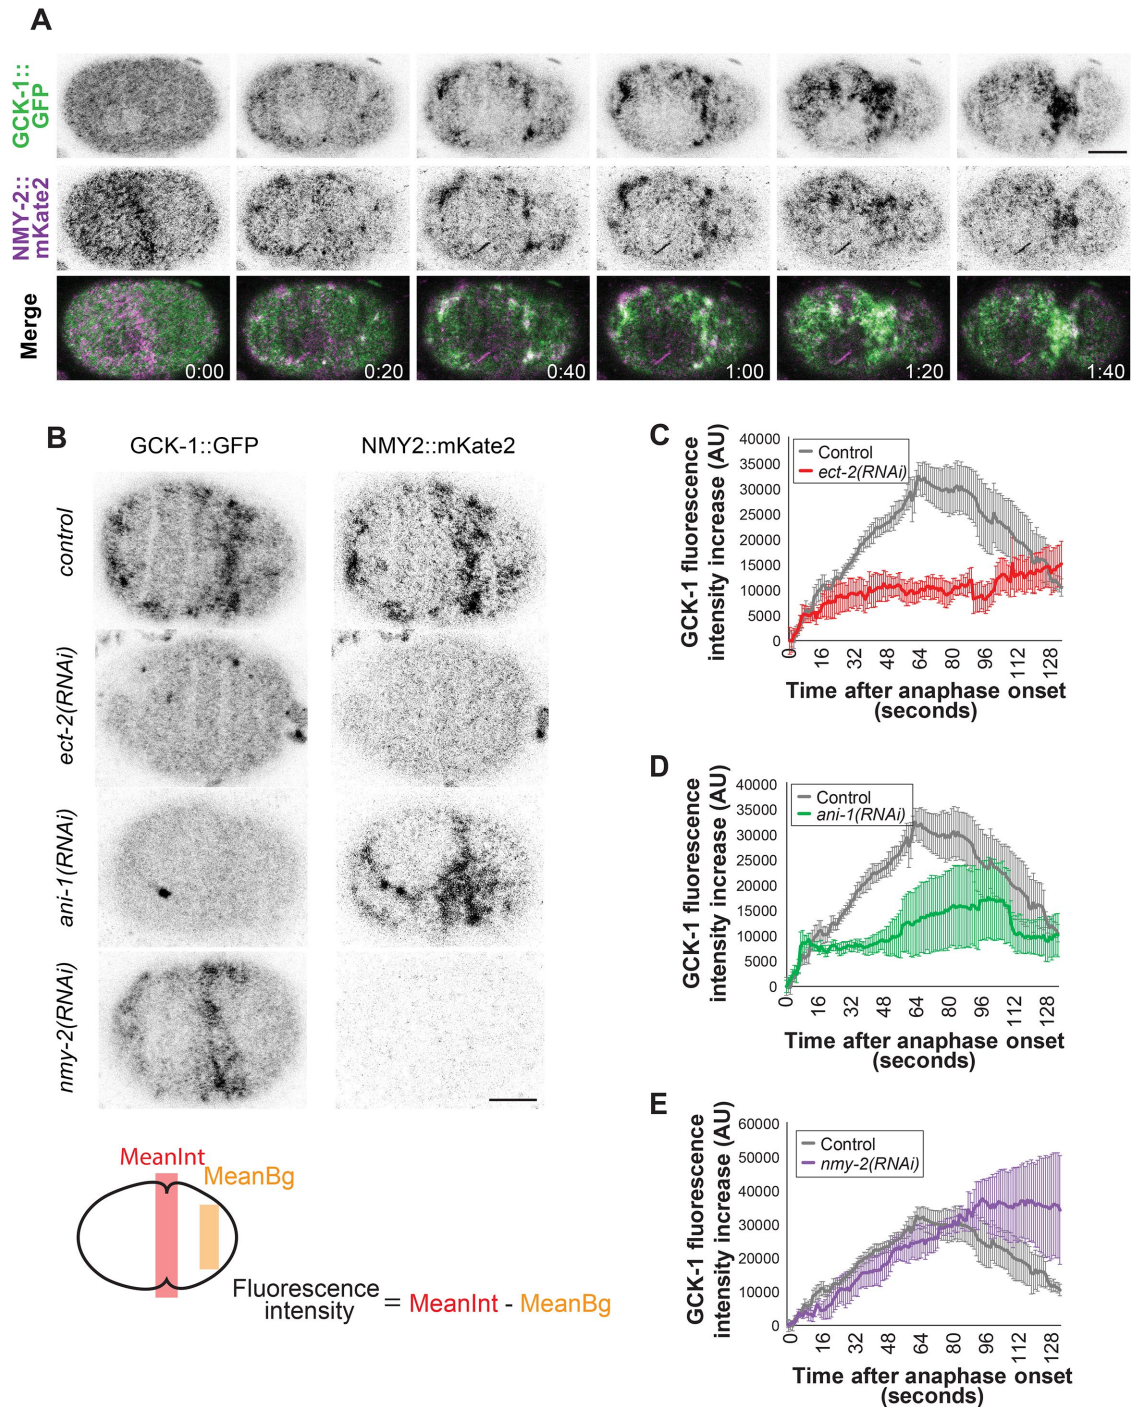 A
GCK-1::
GFP
NMY-2::
mKate2
Merge
0:00
0:20
0:40
1:00
1:20
1:40
B
GCK-1::GFP
NMY2::mKate2
control
ect-2(RNAi)
ani-1(RNAi)
nmy-2(RNAi)
MeanInt
MeanBg
Fluorescence
intensity
= MeanInt - MeanBg
C
GCK-1 fluorescence
intensity increase (AU)
40000
35000
30000
25000
20000
15000
10000
5000
0
Control
ect-2(RNAi)
0 16 32 48 64 80 96 112 128
Time after anaphase onset
(seconds)
D
GCK-1 fluorescence
intensity increase (AU)
40000
35000
30000
25000
20000
15000
10000
5000
0
Control
ani-1(RNAi)
0 16 32 48 64 80 96 112 128
Time after anaphase onset
(seconds)
E
GCK-1 fluorescence
intensity increase (AU)
60000
50000
40000
30000
20000
10000
0
Control
nmy-2(RNAi)
0 16 32 48 64 80 96 112 128
Time after anaphase onset
(seconds)